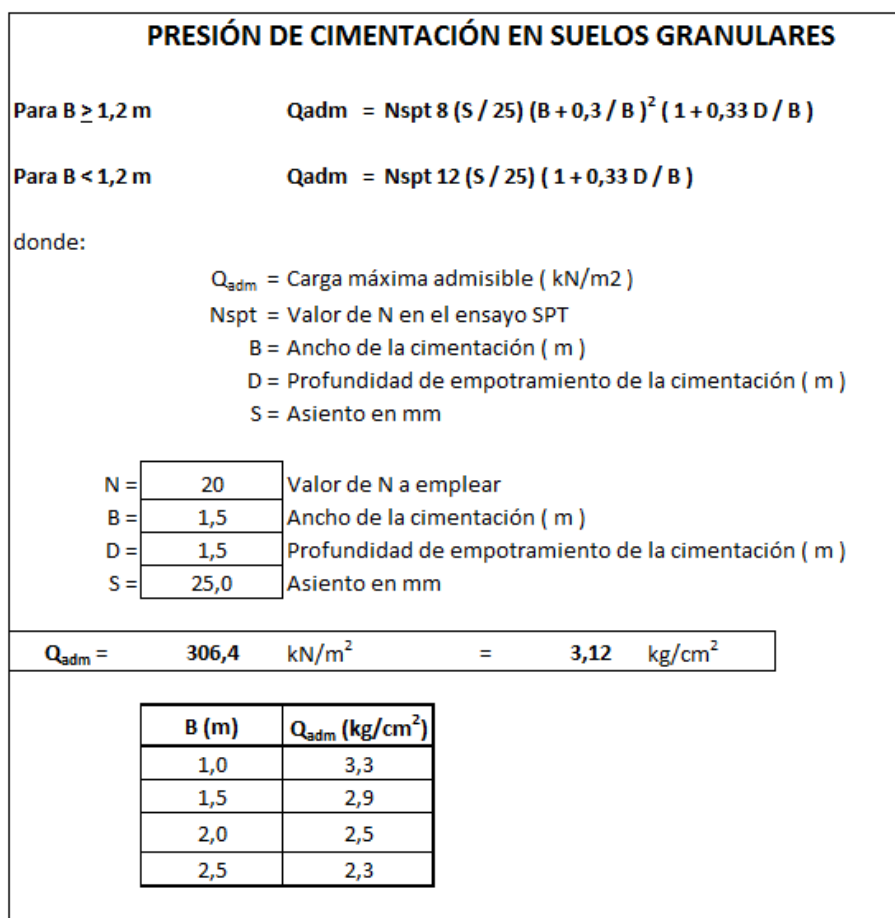 PRESIÓN DE CIMENTACIÓN EN SUELOS GRANULARES
Para B ≥ 1,2 m Qadm = Nspt 8 (S / 25) (B + 0,3 / B )² ( 1 + 0,33 D / B )
Para B < 1,2 m Qadm = Nspt 12 (S / 25) ( 1 + 0,33 D / B )
donde:
Qadm = Carga máxima admisible ( kN/m2 )
Nspt = Valor de N en el ensayo SPT
B = Ancho de la cimentación ( m )
D = Profundidad de empotramiento de la cimentación ( m )
S = Asiento en mm
N = 20 Valor de N a emplear
B = 1,5 Ancho de la cimentación ( m )
D = 1,5 Profundidad de empotramiento de la cimentación ( m )
S = 25,0 Asiento en mm
Qadm = 306,4 kN/m² = 3,12 kg/cm²
B (m) Qadm (kg/cm²)
1,0 3,3
1,5 2,9
2,0 2,5
2,5 2,3